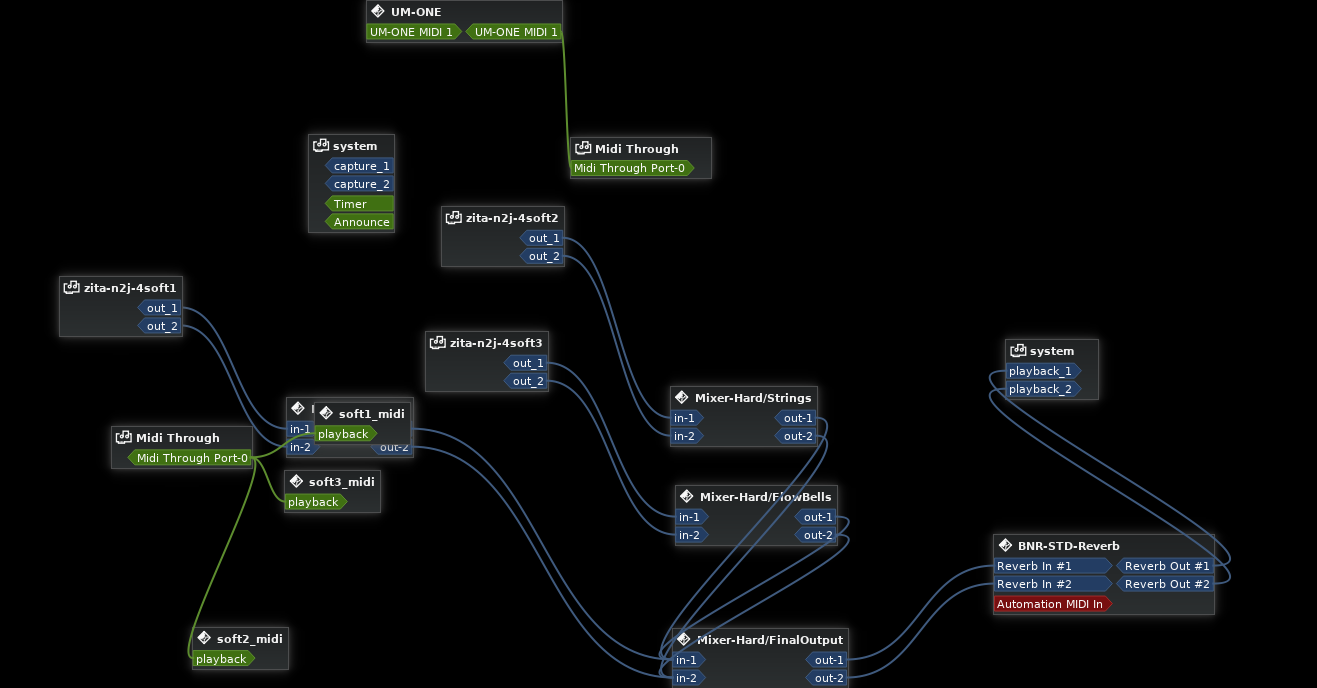 UM-ONE
UM-ONE MIDI 1
UM-ONE MIDI 1
system
capture_1
capture_2
Timer
Announce
Midi Through
Midi Through Port-0
zita-n2j-4soft2
out_1
out_2
zita-n2j-4soft1
out_1
out_2
zita-n2j-4soft3
out_1
out_2
system
playback_1
playback_2
Mixer-Hard/Strings
in-1 out-1
in-2 out-2
soft1_midi
playback
in-1
in-2 out-2
Midi Through
Midi Through Port-0
soft3_midi
playback
Mixer-Hard/FlowBells
in-1 out-1
in-2 out-2
BNR-STD-Reverb
Reverb In #1 Reverb Out #1
Reverb In #2 Reverb Out #2
Automation MIDI In
soft2_midi
playback
Mixer-Hard/FinalOutput
in-1 out-1
in-2 out-2